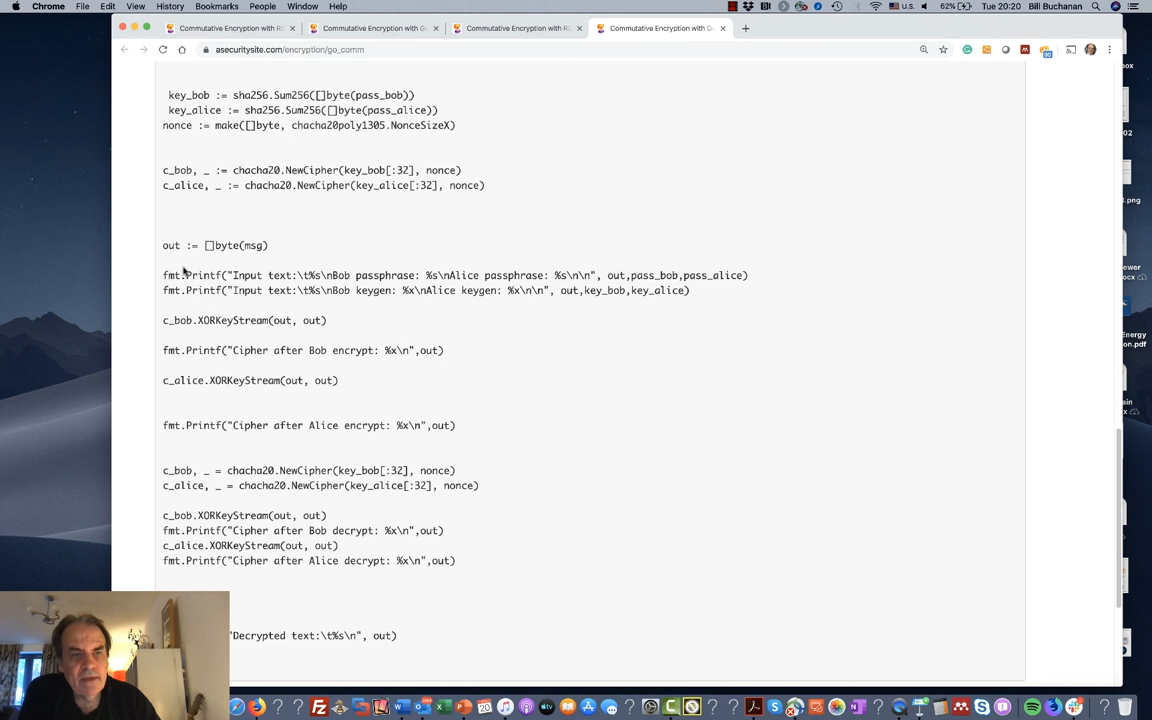 Chrome File Edit View History Bookmarks People Window Help
U.S. 62% Tue 20:20 Bill Buchanan
Commutative Encryption with RS
Commutative Encryption with Go
Commutative Encryption with RS
Commutative Encryption with Go
asecuritysite.com/encryption/go_comm
key_bob := sha256.Sum256([]byte(pass_bob))
key_alice := sha256.Sum256([]byte(pass_alice))
nonce := make([]byte, chacha20poly1305.NonceSizeX)
c_bob, _ := chacha20.NewCipher(key_bob[:32], nonce)
c_alice, _ := chacha20.NewCipher(key_alice[:32], nonce)
out := []byte(msg)
fmt.Printf("Input text:\t%s\nBob passphrase: %s\nAlice passphrase: %s\n\n", out,pass_bob,pass_alice)
fmt.Printf("Input text:\t%s\nBob keygen: %x\nAlice keygen: %x\n\n", out,key_bob,key_alice)
c_bob.XORKeyStream(out, out)
fmt.Printf("Cipher after Bob encrypt: %x\n",out)
c_alice.XORKeyStream(out, out)
fmt.Printf("Cipher after Alice encrypt: %x\n",out)
c_bob, _ = chacha20.NewCipher(key_bob[:32], nonce)
c_alice, _ = chacha20.NewCipher(key_alice[:32], nonce)
c_bob.XORKeyStream(out, out)
fmt.Printf("Cipher after Bob decrypt: %x\n",out)
c_alice.XORKeyStream(out, out)
fmt.Printf("Cipher after Alice decrypt: %x\n",out)
"Decrypted text:\t%s\n", out)